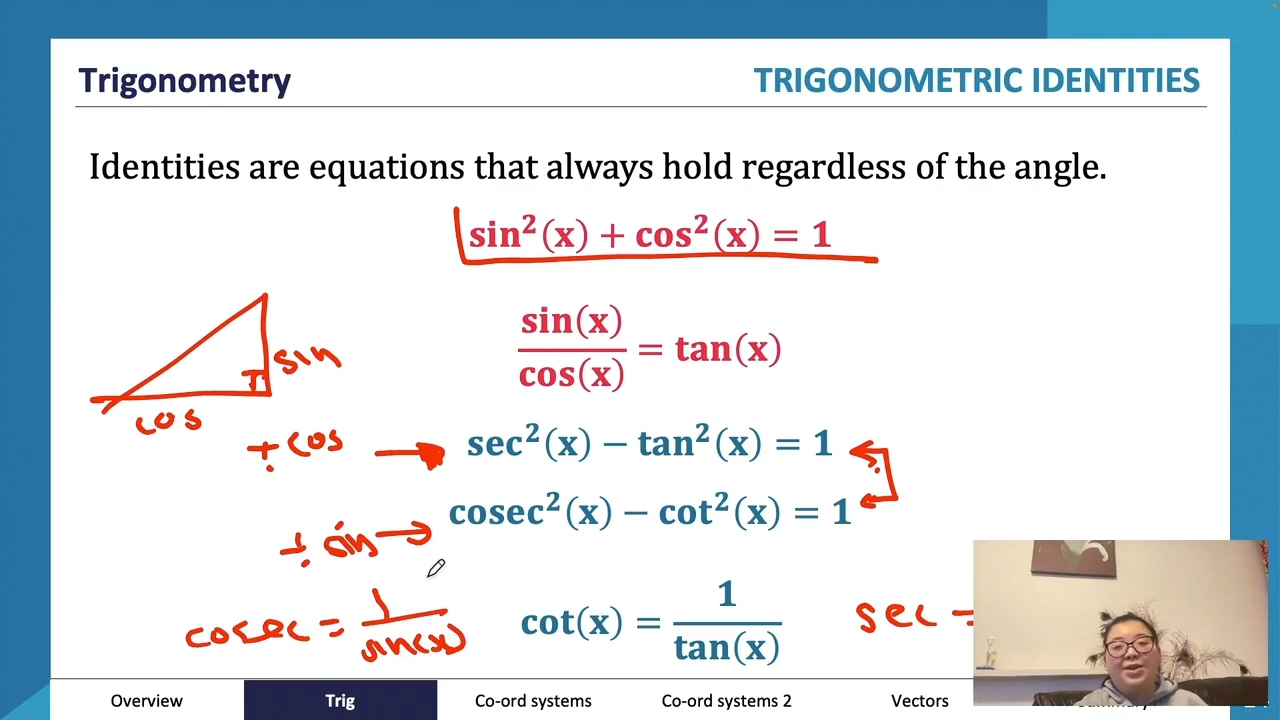 Trigonometry
TRIGONOMETRIC IDENTITIES
Identities are equations that always hold regardless of the angle.
sin²(x) + cos²(x) = 1
sin(x)
cos(x) = tan(x)
sin
cos
÷ cos → sec²(x) − tan²(x) = 1
÷ sin → cosec²(x) − cot²(x) = 1
cosec = 1/sin(x)
cot(x) = 1/tan(x)
sec =
Overview
Trig
Co-ord systems
Co-ord systems 2
Vectors